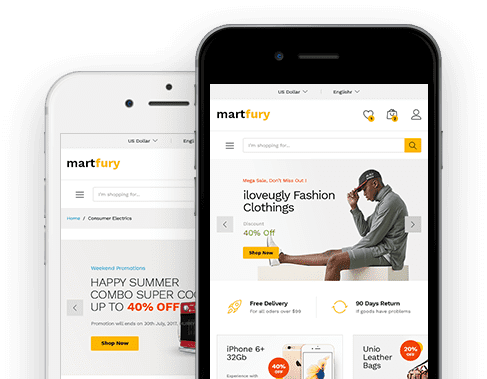 US Dollar
Engli
martfury
I'm shopping for...
Home / Consumer Electrics
Weekend Promotions
HAPPY SUMMER
COMBO SUPER COO
UP TO 40% OFF
Promotion will ends on 30th July, 2017.
Shop Now
US Dollar
English
martfury
I'm shopping for...
Mega Sale, Don't Miss Out !
iloveugly Fashion
Clothings
Discount
40% Off
Shop Now
Free Delivery
For all oders over $99
90 Days Return
If goods have problems
iPhone 6+
32Gb
40%
OFF
Experience with
Unio
Leather
Bags
20%
OFF